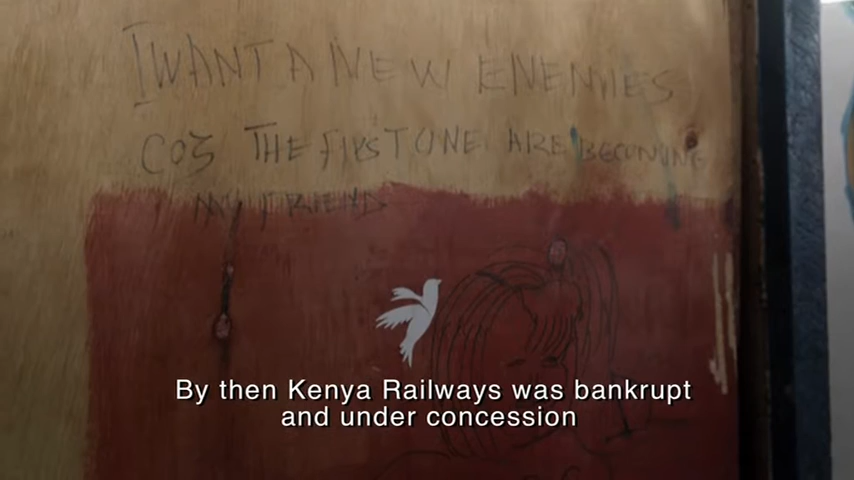 I WANT A NEW ENEMIES
COZ THE FIRST ONE ARE BECOMING
MY FRIEND
By then Kenya Railways was bankrupt
and under concession